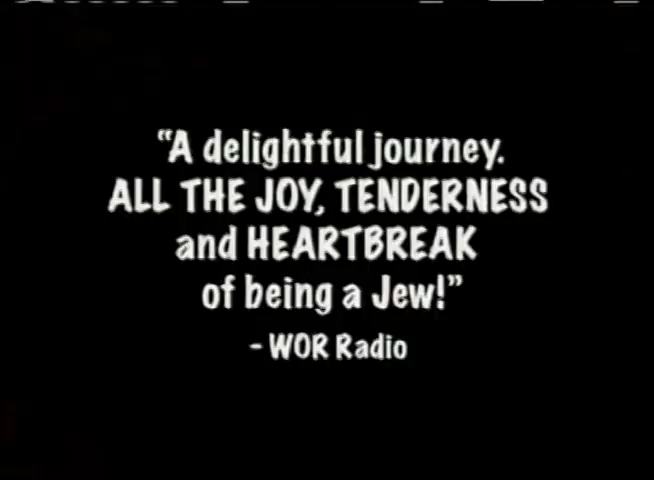 “A delightful journey.
ALL THE JOY, TENDERNESS
and HEARTBREAK
of being a Jew!”
- WOR Radio